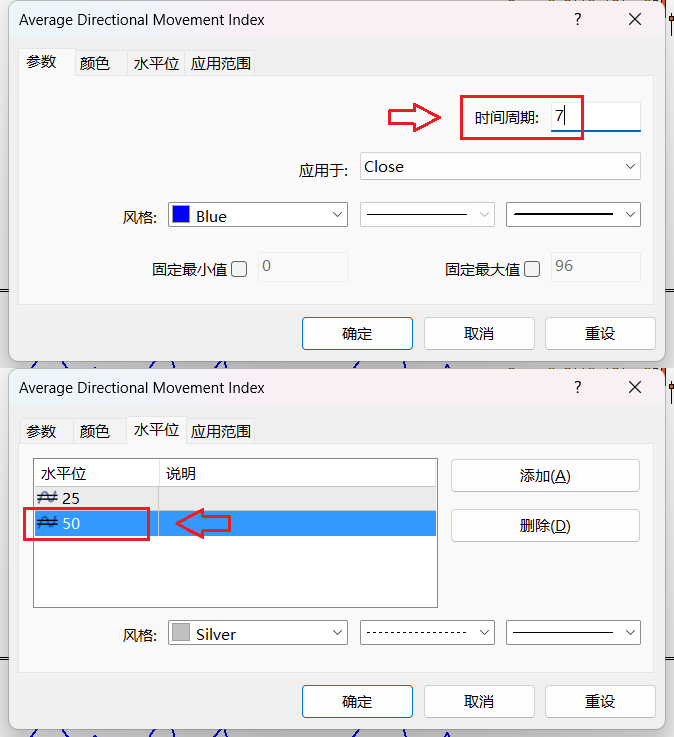 Average Directional Movement Index ? ×
参数 颜色 水平位 应用范围
时间周期: 7
应用于: Close
风格: Blue
固定最小值 0 固定最大值 96
确定 取消 重设
Average Directional Movement Index ? ×
参数 颜色 水平位 应用范围
水平位 说明 添加(A)
25
50 删除(D)
风格: Silver
确定 取消 重设